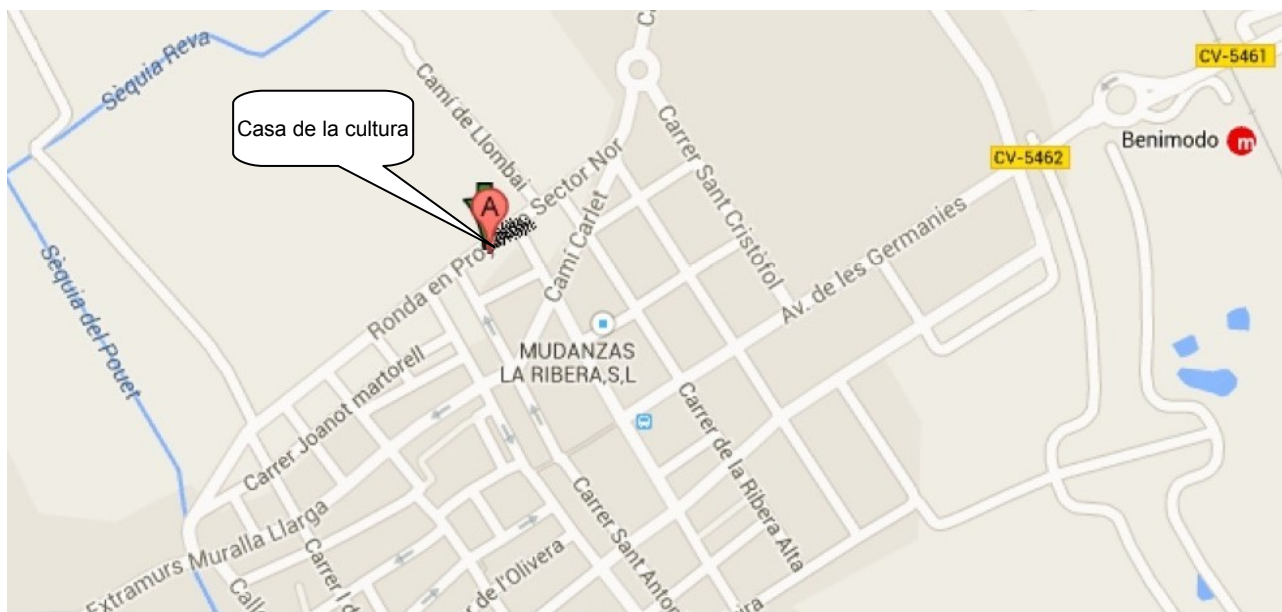 CV-5461
Sèquia Reva
Camí de Llombai
Casa de la cultura
Carrer Sant Cristòfol
Benimodo
m
CV-5462
Sector Nor
A
Camí Carlet
Av. de les Germanies
Ronda en Pro
Sèquia del Pouet
MUDANZAS
LA RIBERA,S,L
Carrer Joanot martorell
Carrer de la Ribera Alta
Carrer Sant Anton
Extramurs Muralla Llarga
Carrer I d
de l'Olivera
Calle